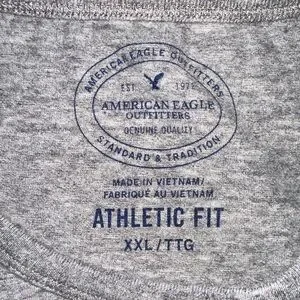 AMERICAN EAGLE OUTFITTERS
EST. 1977
AMERICAN EAGLE
OUTFITTERS
GENUINE QUALITY
STANDARD & TRADITION
MADE IN VIETNAM/
FABRIQUÉ AU VIETNAM
ATHLETIC FIT
XXL/TTG